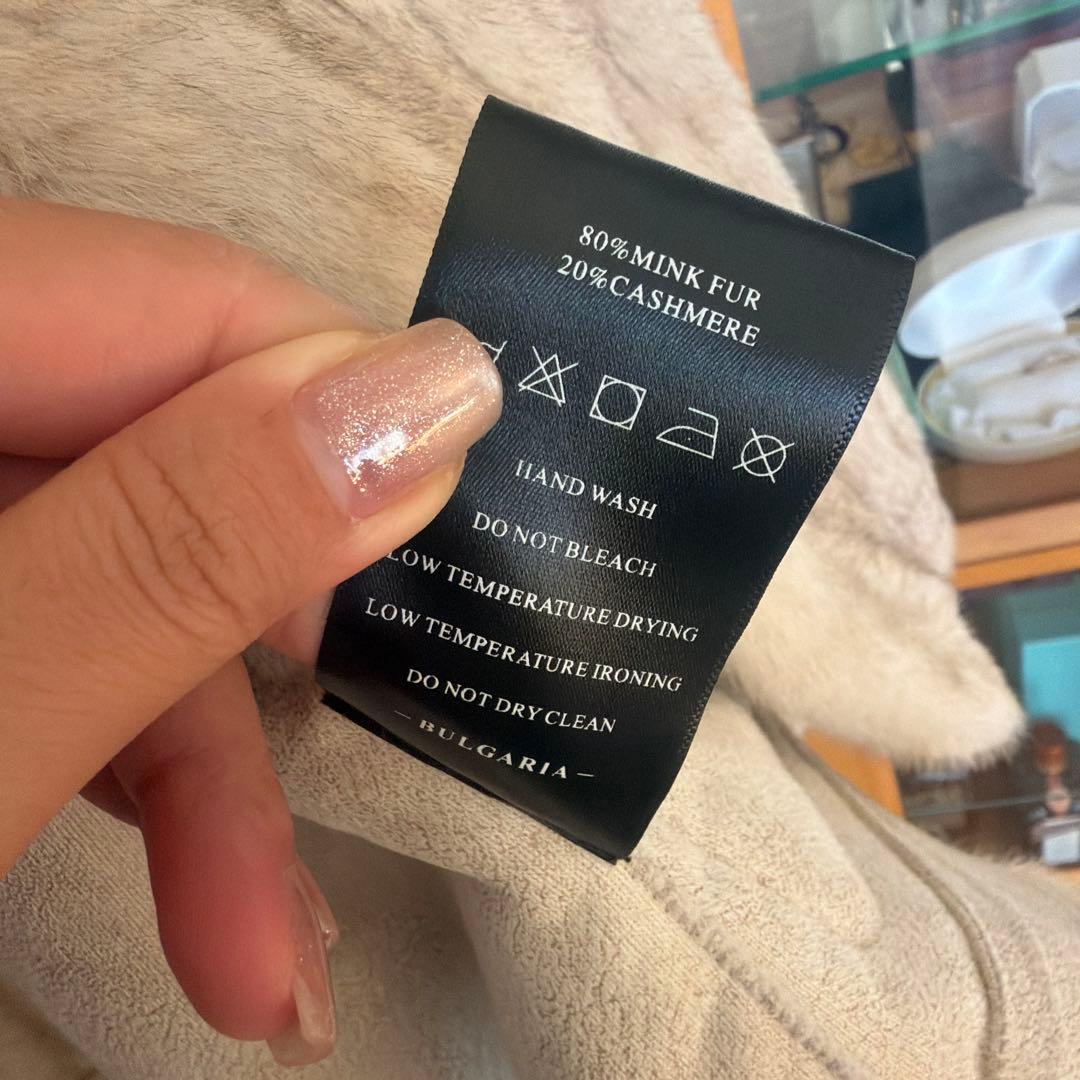 80%MINK FUR
20%CASHMERE
HAND WASH
DO NOT BLEACH
LOW TEMPERATURE DRYING
LOW TEMPERATURE IRONING
DO NOT DRY CLEAN
– BULGARIA –